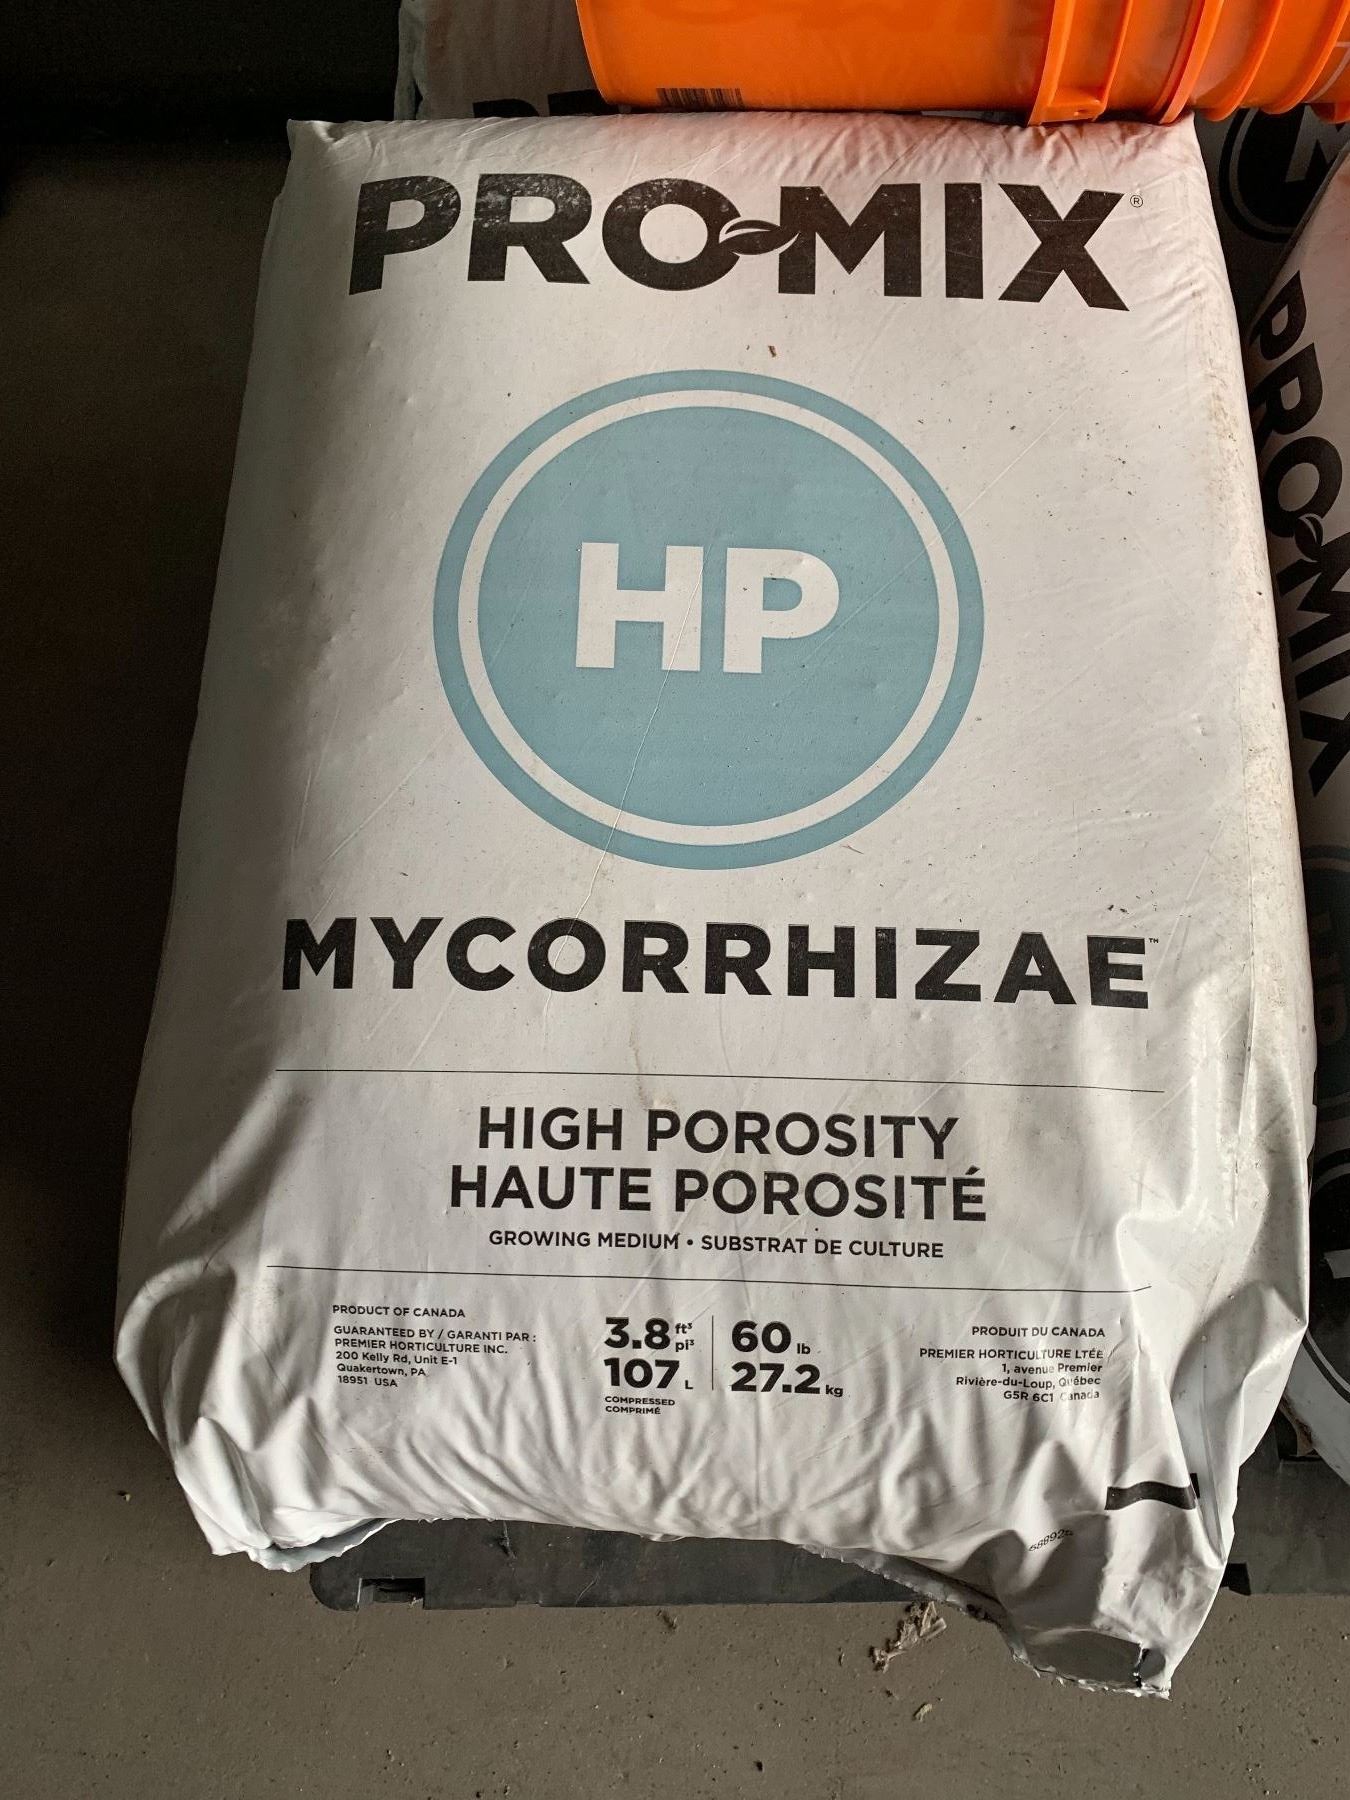 PRO-MIX®
HP
MYCORRHIZAE™
HIGH POROSITY
HAUTE POROSITÉ
GROWING MEDIUM • SUBSTRAT DE CULTURE
PRODUCT OF CANADA
GUARANTEED BY / GARANTI PAR :
PREMIER HORTICULTURE INC.
200 Kelly Rd, Unit E-1
Quakertown, PA
18951 USA
3.8 ft³ pi³
107 L
COMPRESSED
COMPRIMÉ
60 lb
27.2 kg
PRODUIT DU CANADA
PREMIER HORTICULTURE LTÉE
1, avenue Premier
Rivière-du-Loup, Québec
G5R 6C1 Canada
PRO-MIX